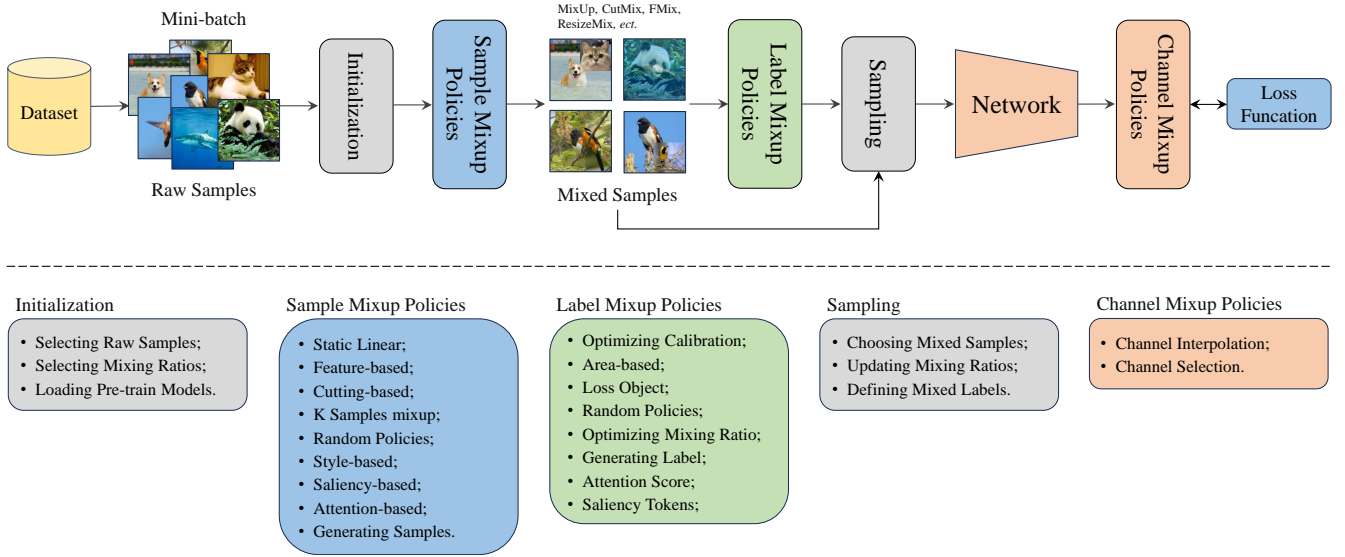 Mini-batch
MixUp, CutMix, FMix,
ResizeMix, ect.
Dataset
Raw Samples
Initialization
Sample Mixup
Policies
Mixed Samples
Label Mixup
Policies
Sampling
Network
Channel Mixup
Policies
Loss
Funcation
Initialization
• Selecting Raw Samples;
• Selecting Mixing Ratios;
• Loading Pre-train Models.
Sample Mixup Policies
• Static Linear;
• Feature-based;
• Cutting-based;
• K Samples mixup;
• Random Policies;
• Style-based;
• Saliency-based;
• Attention-based;
• Generating Samples.
Label Mixup Policies
• Optimizing Calibration;
• Area-based;
• Loss Object;
• Random Policies;
• Optimizing Mixing Ratio;
• Generating Label;
• Attention Score;
• Saliency Tokens;
Sampling
• Choosing Mixed Samples;
• Updating Mixing Ratios;
• Defining Mixed Labels.
Channel Mixup Policies
• Channel Interpolation;
• Channel Selection.